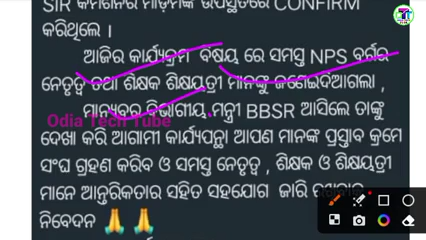 SIR କମିଶନର ମାଡ଼ମଙ୍କ ଉପସ୍ଥିତିରେ CONFIRM
କରିଥିଲେ ।
ଆଜିର କାର୍ଯ୍ୟକ୍ରମ ବିଷୟ ରେ ସମସ୍ତ NPS ବର୍ଗର
ନେତୃତ୍ୱ ତଥା ଶିକ୍ଷକ ଶିକ୍ଷୟତ୍ରୀ ମାନଙ୍କୁ ଜଣେଇଦିଆଗଲା ,
ମାନ୍ୟବର ବିଭାଗୀୟ ମନ୍ତ୍ରୀ BBSR ଆସିଲେ ତାଙ୍କୁ
Odia Tech Tube
ଦେଖା କରି ଆଗାମୀ କାର୍ଯ୍ୟପନ୍ଥା ଆପଣ ମାନଙ୍କ ପ୍ରସ୍ତାବ କ୍ରମେ
ସଂଘ ଗ୍ରହଣ କରିବ ଓ ସମସ୍ତ ନେତୃତ୍ୱ , ଶିକ୍ଷକ ଓ ଶିକ୍ଷୟତ୍ରୀ
ମାନେ ଆନ୍ତରିକତାର ସହିତ ସହଯୋଗ ଜାରି
ନିବେଦନ 🙏 🙏